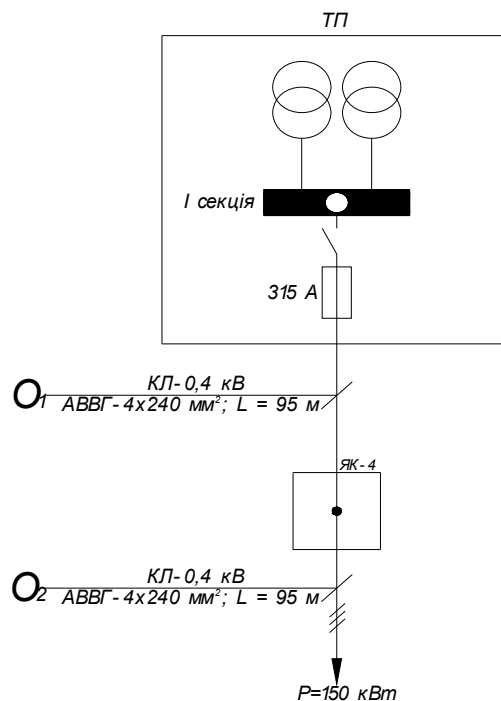 ТП
I секція
315 А
КЛ-0,4 кВ
О1
АВВГ-4х240 мм²; L = 95 м
ЯК-4
КЛ-0,4 кВ
О2
АВВГ-4х240 мм²; L = 95 м
Р=150 кВт